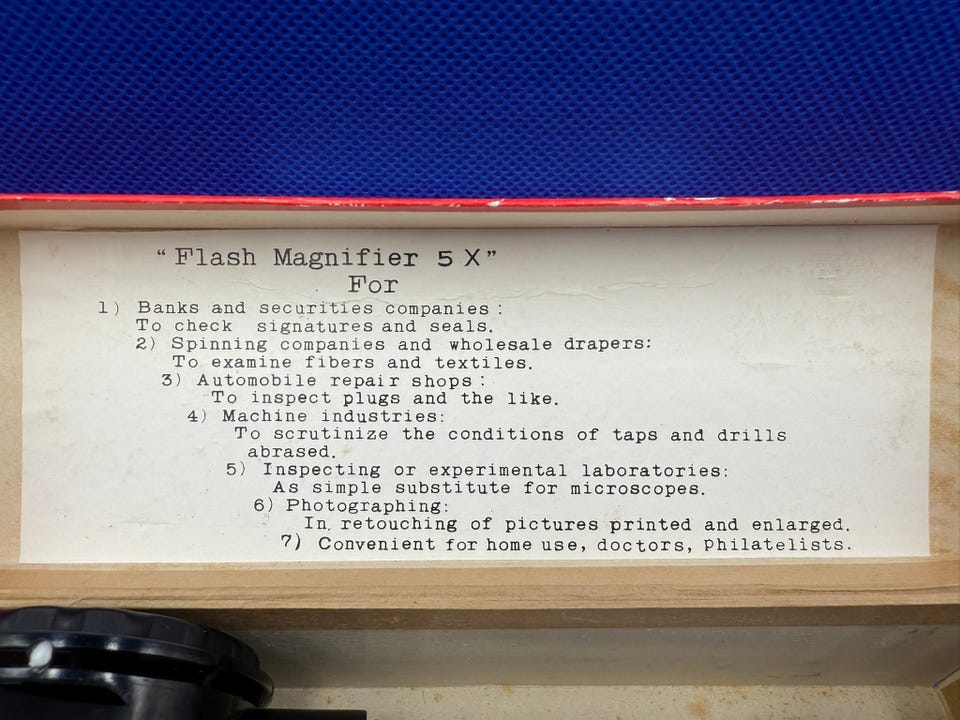 “Flash Magnifier 5 X”
For
1) Banks and securities companies:
To check signatures and seals.
2) Spinning companies and wholesale drapers:
To examine fibers and textiles.
3) Automobile repair shops:
To inspect plugs and the like.
4) Machine industries:
To scrutinize the conditions of taps and drills
abrased.
5) Inspecting or experimental laboratories:
As simple substitute for microscopes.
6) Photographing:
In retouching of pictures printed and enlarged.
7) Convenient for home use, doctors, philatelists.